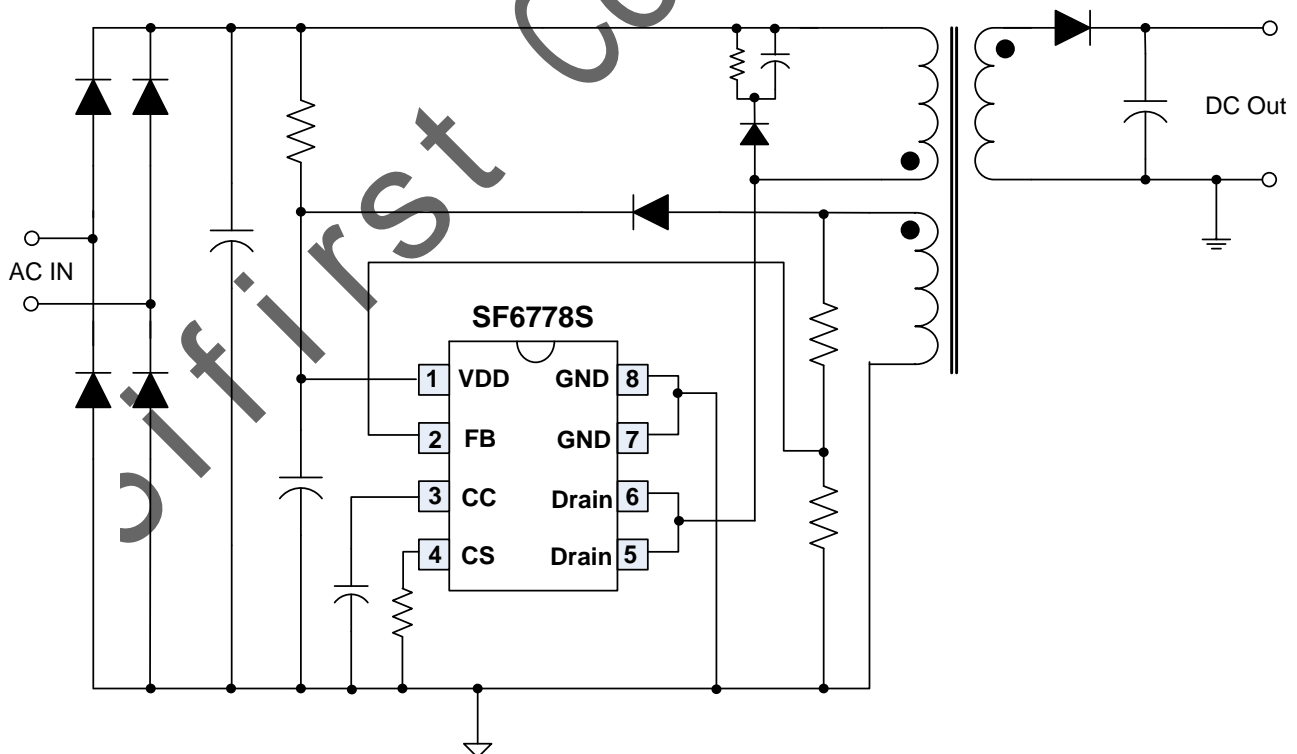 DC Out
AC IN
SF6778S
1 VDD GND 8
2 FB GND 7
3 CC Drain 6
4 CS Drain 5